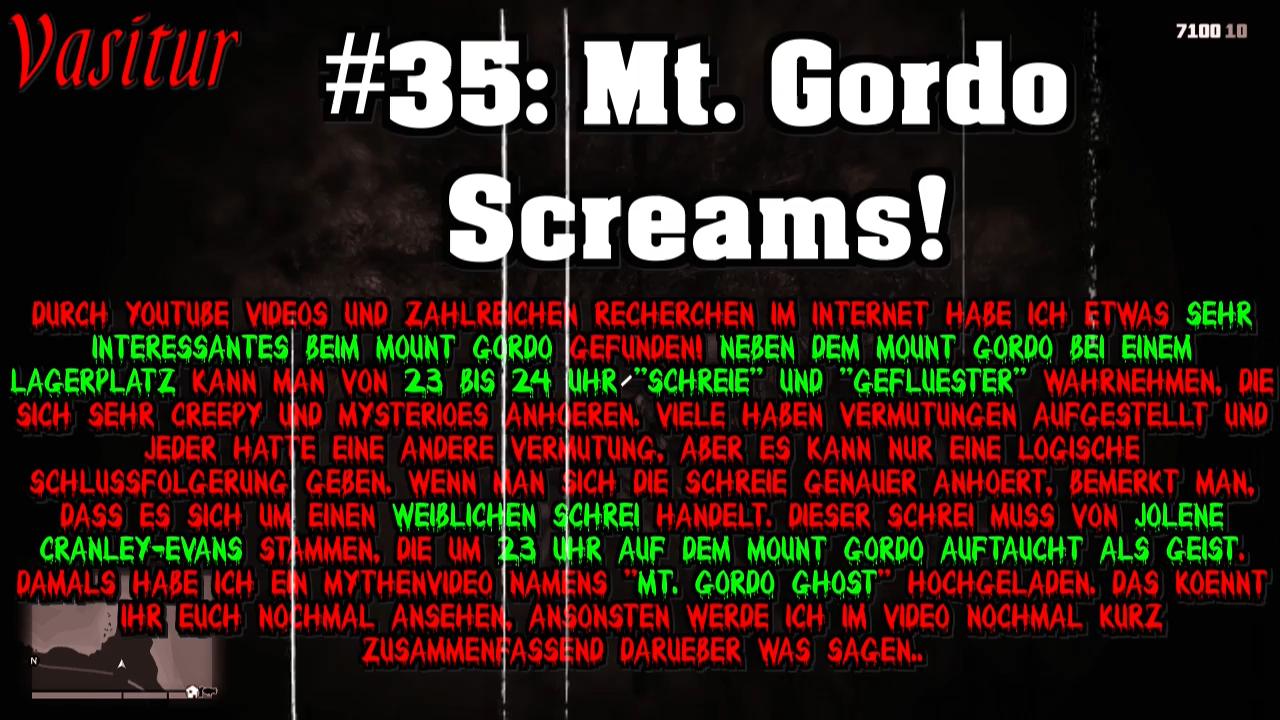 Vasitur
7100 10
#35: Mt. Gordo
Screams!
DURCH YOUTUBE VIDEOS UND ZAHLREICHEN RECHERCHEN IM INTERNET HABE ICH ETWAS SEHR
INTERESSANTES BEIM MOUNT GORDO GEFUNDEN! NEBEN DEM MOUNT GORDO BEI EINEM
LAGERPLATZ KANN MAN VON 23 BIS 24 UHR "SCHREIE" UND "GEFLUESTER" WAHRNEHMEN, DIE
SICH SEHR CREEPY UND MYSTERIOES ANHOEREN. VIELE HABEN VERMUTUNGEN AUFGESTELLT UND
JEDER HATTE EINE ANDERE VERMUTUNG, ABER ES KANN NUR EINE LOGISCHE
SCHLUSSFOLGERUNG GEBEN. WENN MAN SICH DIE SCHREIE GENAUER ANHOERT, BEMERKT MAN,
DASS ES SICH UM EINEN WEIBLICHEN SCHREI HANDELT. DIESER SCHREI MUSS VON JOLENE
CRANLEY-EVANS STAMMEN, DIE UM 23 UHR AUF DEM MOUNT GORDO AUFTAUCHT ALS GEIST.
DAMALS HABE ICH EIN MYTHENVIDEO NAMENS "MT. GORDO GHOST" HOCHGELADEN, DAS KOENNT
IHR EUCH NOCHMAL ANSEHEN, ANSONSTEN WERDE ICH IM VIDEO NOCHMAL KURZ
ZUSAMMENFASSEND DARUEBER WAS SAGEN..
N